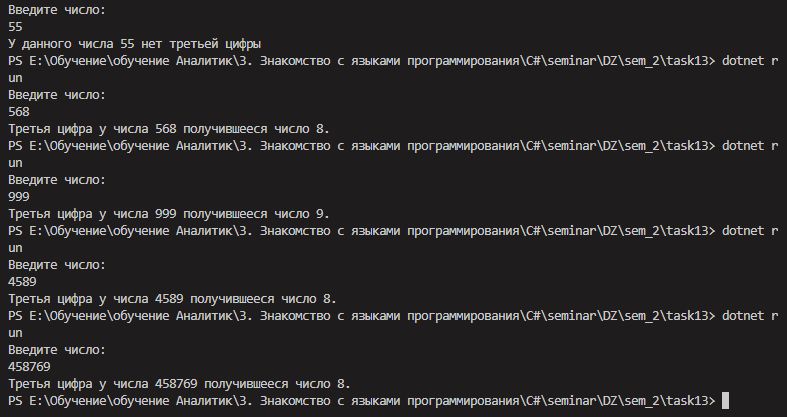 Введите число:
55
У данного числа 55 нет третьей цифры
PS E:\Обучение\обучение Аналитик\3. Знакомство с языками программирования\C#\seminar\DZ\sem_2\task13> dotnet r
un
Введите число:
568
Третья цифра у числа 568 получившееся число 8.
PS E:\Обучение\обучение Аналитик\3. Знакомство с языками программирования\C#\seminar\DZ\sem_2\task13> dotnet r
un
Введите число:
999
Третья цифра у числа 999 получившееся число 9.
PS E:\Обучение\обучение Аналитик\3. Знакомство с языками программирования\C#\seminar\DZ\sem_2\task13> dotnet r
un
Введите число:
4589
Третья цифра у числа 4589 получившееся число 8.
PS E:\Обучение\обучение Аналитик\3. Знакомство с языками программирования\C#\seminar\DZ\sem_2\task13> dotnet r
un
Введите число:
458769
Третья цифра у числа 458769 получившееся число 8.
PS E:\Обучение\обучение Аналитик\3. Знакомство с языками программирования\C#\seminar\DZ\sem_2\task13>